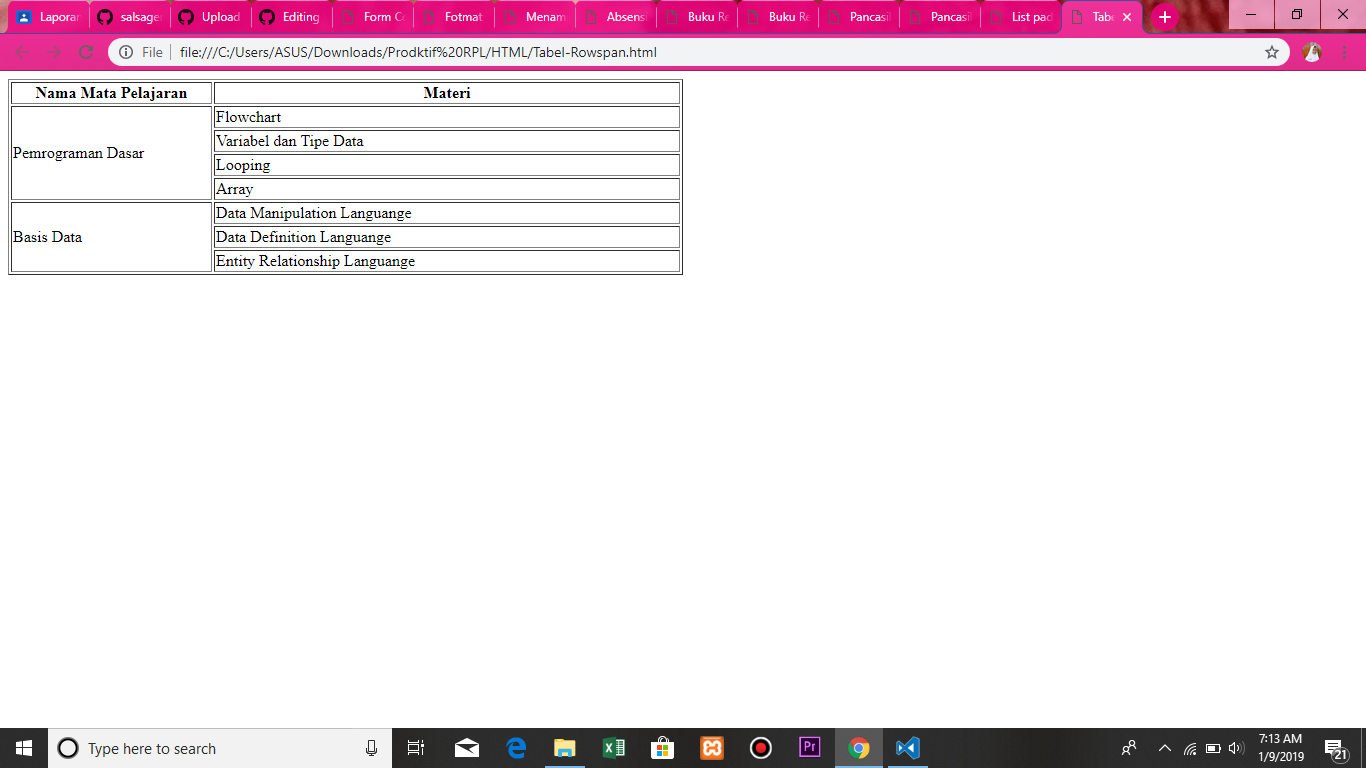 Laporan salsage Upload Editing Form Co Fotmat Menam Absensi Buku Re Buku Re Pancasil Pancasil List pad Tabe
File file:///C:/Users/ASUS/Downloads/Prodktif%20RPL/HTML/Tabel-Rowspan.html
Nama Mata Pelajaran Materi
Pemrograman Dasar
Flowchart
Variabel dan Tipe Data
Looping
Array
Basis Data
Data Manipulation Languange
Data Definition Languange
Entity Relationship Languange
Type here to search
Pr
7:13 AM
1/9/2019
21